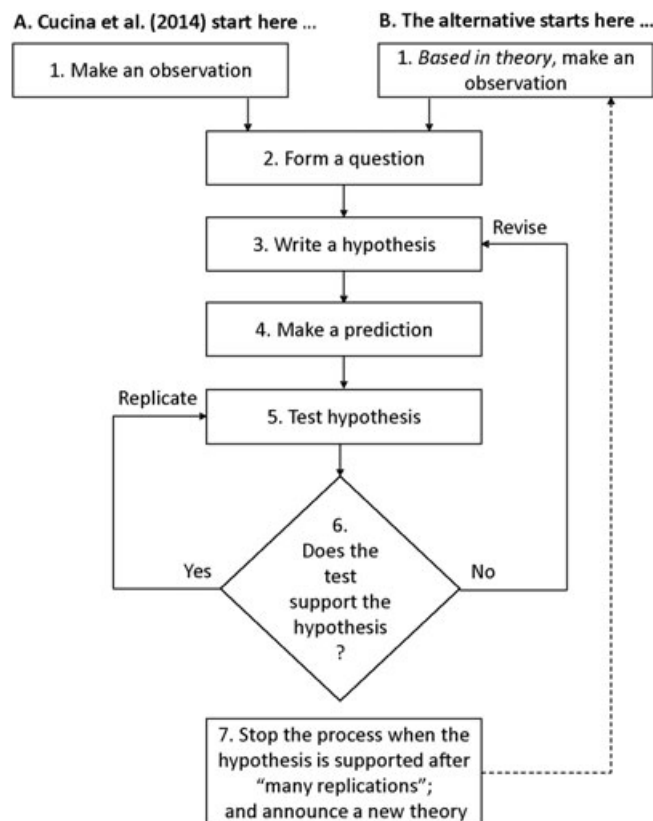 A. Cucina et al. (2014) start here ...
B. The alternative starts here ...
1. Make an observation
1. Based in theory, make an
observation
2. Form a question
3. Write a hypothesis
Revise
4. Make a prediction
Replicate
5. Test hypothesis
6.
Does the
test
support the
hypothesis
?
Yes
No
7. Stop the process when the
hypothesis is supported after
“many replications”;
and announce a new theory